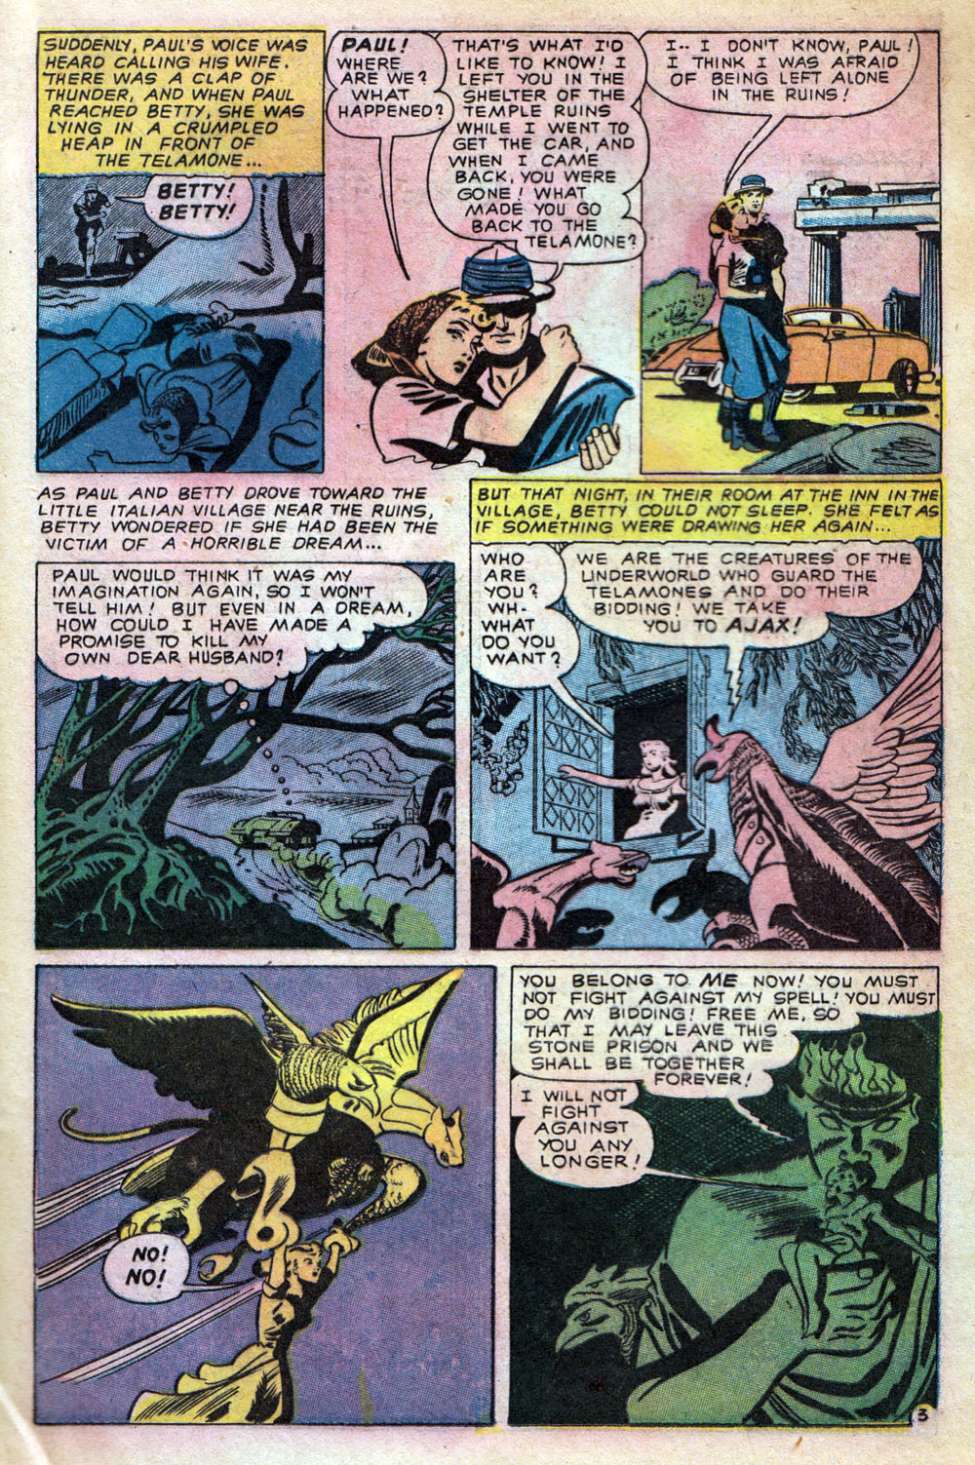 SUDDENLY, PAUL'S VOICE WAS
HEARD CALLING HIS WIFE.
THERE WAS A CLAP OF
THUNDER, AND WHEN PAUL
REACHED BETTY, SHE WAS
LYING IN A CRUMPLED
HEAP IN FRONT OF
THE TELAMONE...
BETTY!
BETTY!
PAUL!
WHERE
ARE WE?
WHAT
HAPPENED?
THAT'S WHAT I'D
LIKE TO KNOW! I
LEFT YOU IN THE
SHELTER OF THE
TEMPLE RUINS
WHILE I WENT TO
GET THE CAR, AND
WHEN I CAME
BACK, YOU WERE
GONE! WHAT
MADE YOU GO
BACK TO THE
TELAMONE?
I-- I DON'T KNOW, PAUL!
I THINK I WAS AFRAID
OF BEING LEFT ALONE
IN THE RUINS!
AS PAUL AND BETTY DROVE TOWARD THE
LITTLE ITALIAN VILLAGE NEAR THE RUINS,
BETTY WONDERED IF SHE HAD BEEN THE
VICTIM OF A HORRIBLE DREAM...
PAUL WOULD THINK IT WAS MY
IMAGINATION AGAIN, SO I WON'T
TELL HIM! BUT EVEN IN A DREAM,
HOW COULD I HAVE MADE A
PROMISE TO KILL MY
OWN DEAR HUSBAND?
BUT THAT NIGHT, IN THEIR ROOM AT THE INN IN THE
VILLAGE, BETTY COULD NOT SLEEP. SHE FELT AS
IF SOMETHING WERE DRAWING HER AGAIN...
WHO
ARE
YOU?
WH-
WHAT
DO YOU
WANT?
WE ARE THE CREATURES OF THE
UNDERWORLD WHO GUARD THE
TELAMONES AND DO THEIR
BIDDING! WE TAKE
YOU TO AJAX!
NO!
NO!
YOU BELONG TO ME NOW! YOU MUST
NOT FIGHT AGAINST MY SPELL! YOU MUST
DO MY BIDDING! FREE ME, SO
THAT I MAY LEAVE THIS
STONE PRISON AND WE
SHALL BE TOGETHER
FOREVER!
I WILL NOT
FIGHT
AGAINST
YOU ANY
LONGER!
3